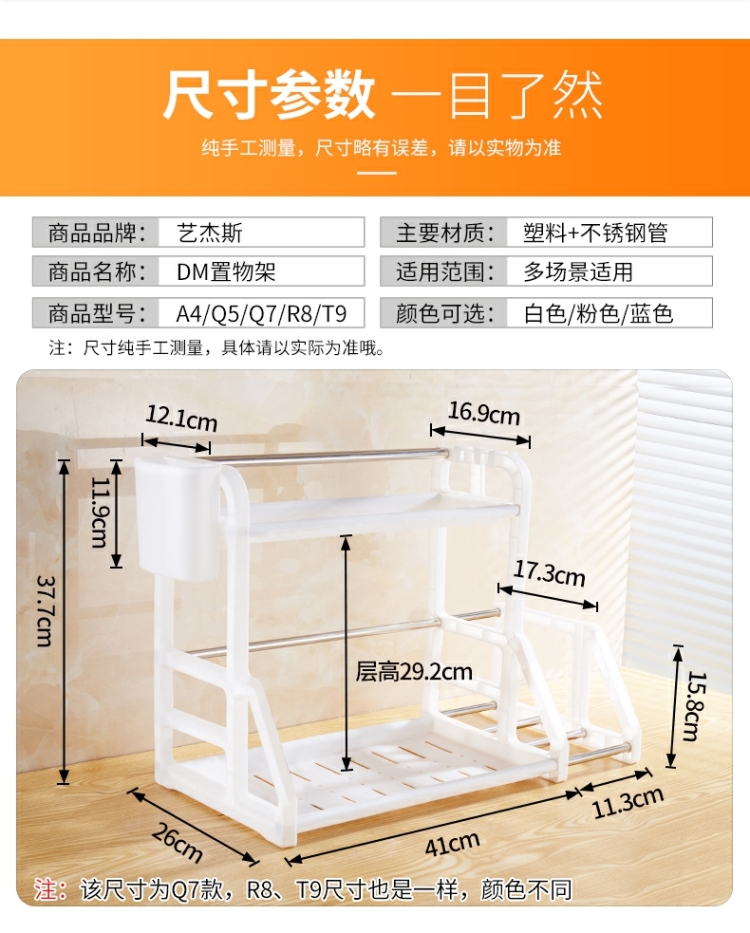 尺寸参数 一目了然
纯手工测量，尺寸略有误差，请以实物为准
商品品牌： 艺杰斯
主要材质： 塑料+不锈钢管
商品名称： DM置物架
适用范围： 多场景适用
商品型号： A4/Q5/Q7/R8/T9
颜色可选： 白色/粉色/蓝色
注：尺寸纯手工测量，具体请以实际为准哦。
12.1cm
16.9cm
11.9cm
37.7cm
17.3cm
层高29.2cm
15.8cm
11.3cm
26cm
41cm
注：该尺寸为Q7款，R8、T9尺寸也是一样，颜色不同